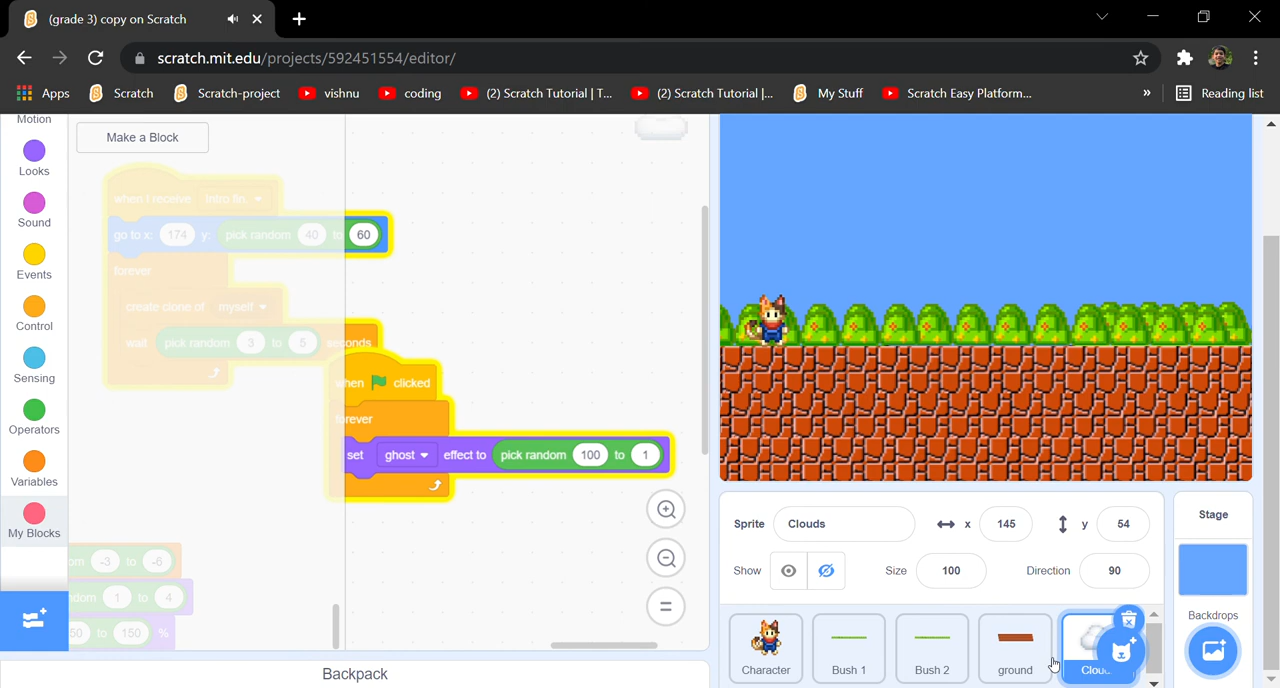 (grade 3) copy on Scratch
scratch.mit.edu/projects/592451554/editor/
Apps Scratch Scratch-project vishnu coding (2) Scratch Tutorial | T... (2) Scratch Tutorial |... My Stuff Scratch Easy Platform... » Reading list
Motion
Looks
Sound
Events
Control
Sensing
Operators
Variables
My Blocks
Make a Block
when I receive Intro fin.
go to x: 174 y: pick random 40 to 60
forever
create clone of myself
wait pick random 3 to 5 seconds
when clicked
forever
set ghost effect to pick random 100 to 1
-3 to -6
1 to 4
to 150 %
Backpack
Sprite Clouds x 145 y 54
Show Size 100 Direction 90
Character Bush 1 Bush 2 ground
Stage
Backdrops